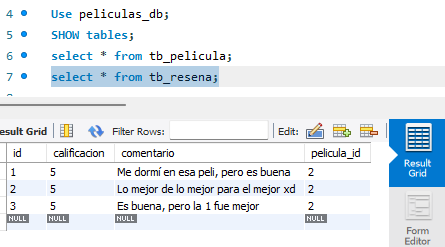 4 Use peliculas_db;
5 SHOW tables;
6 select * from tb_pelicula;
7 select * from tb_resena;
Result Grid Filter Rows: Edit:
id calificacion comentario pelicula_id
1 5 Me dormí en esa peli, pero es buena 2
2 5 Lo mejor de lo mejor para el mejor xd 2
3 5 Es buena, pero la 1 fue mejor 2
NULL NULL NULL NULL
Result
Grid
Form
Editor